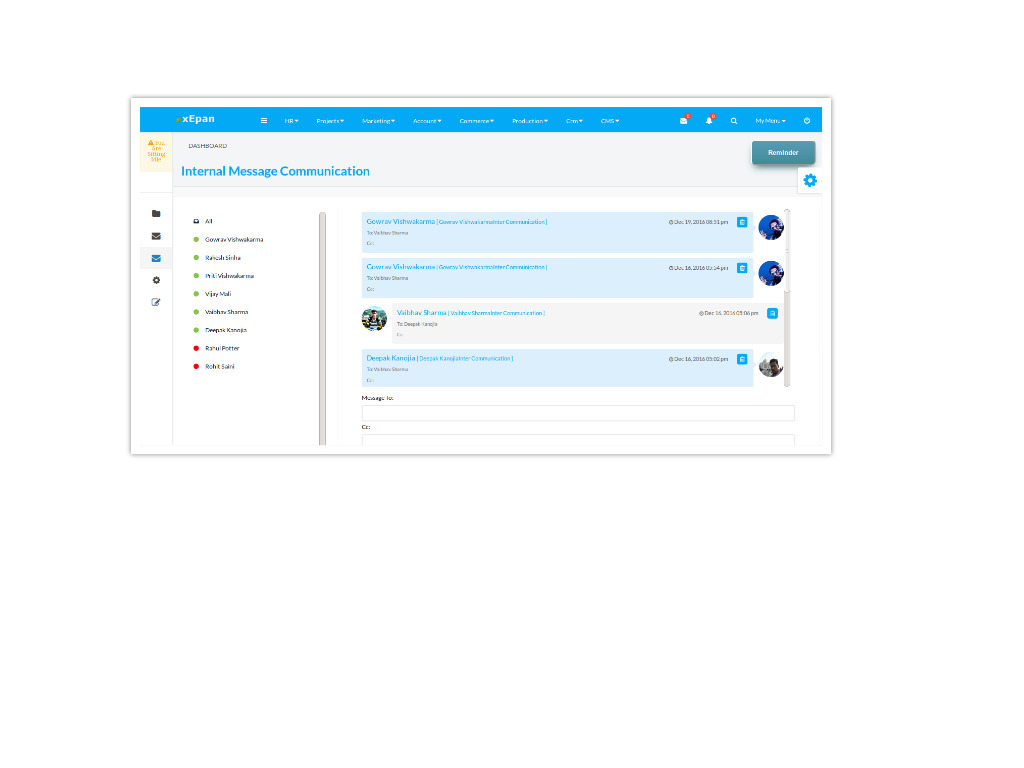 xEpan
HR
Projects
Marketing
Account
Commerce
Production
Crm
CMS
My Menu
You
Are
Sitting
Idle
DASHBOARD
Reminder
Internal Message Communication
All
Gowrav Vishwakarma
Rakesh Sinha
Priti Vishwakarma
Vijay Mali
Vaibhav Sharma
Deepak Kanojia
Rahul Potter
Rohit Saini
Gowrav Vishwakarma [ Gowrav VishwakarmaInter Communication ] Dec 19, 2016 08:51 pm
To: Vaibhav Sharma
Cc:
Gowrav Vishwakarma [ Gowrav VishwakarmaInter Communication ] Dec 16, 2016 05:54 pm
To: Vaibhav Sharma
Cc:
Vaibhav Sharma [ Vaibhav SharmaInter Communication ] Dec 16, 2016 05:06 pm
To: Deepak Kanojia
Cc:
Deepak Kanojia [ Deepak KanojiaInter Communication ] Dec 16, 2016 05:02 pm
To: Vaibhav Sharma
Cc:
Message To:
Cc: